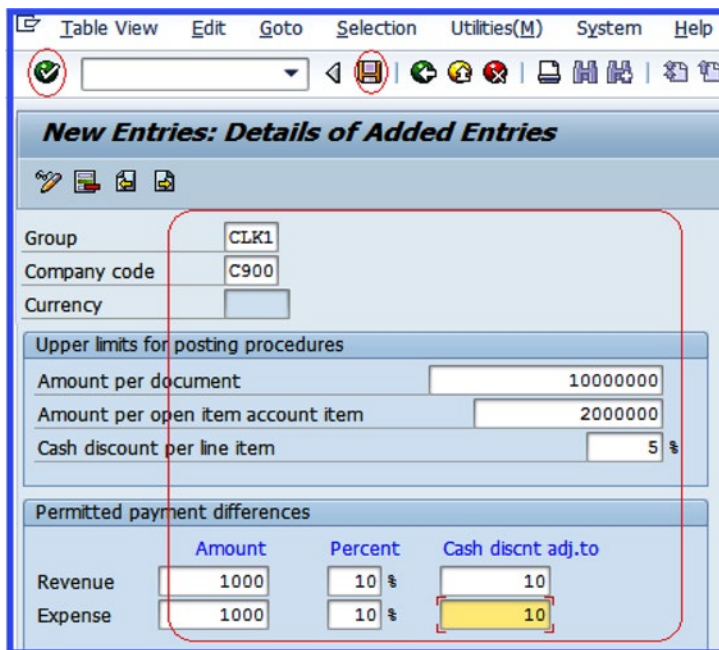 Table View Edit Goto Selection Utilities(M) System Help
New Entries: Details of Added Entries
Group CLK1
Company code C900
Currency
Upper limits for posting procedures
Amount per document 10000000
Amount per open item account item 2000000
Cash discount per line item 5 %
Permitted payment differences
Amount Percent Cash discnt adj.to
Revenue 1000 10 % 10
Expense 1000 10 % 10